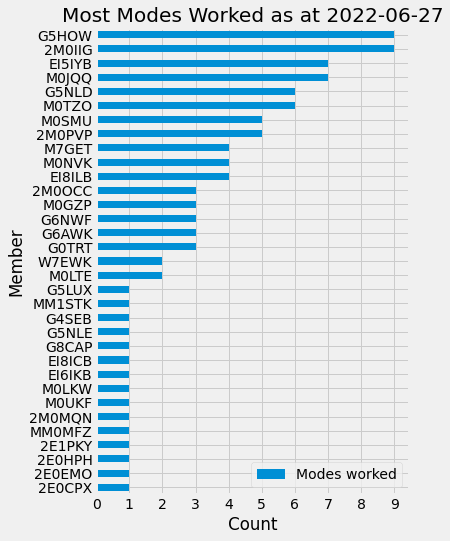 Most Modes Worked as at 2022-06-27
Member
G5HOW
2M0IIG
EI5IYB
M0JQQ
G5NLD
M0TZO
M0SMU
2M0PVP
M7GET
M0NVK
EI8ILB
2M0OCC
M0GZP
G6NWF
G6AWK
G0TRT
W7EWK
M0LTE
G5LUX
MM1STK
G4SEB
G5NLE
G8CAP
EI8ICB
EI6IKB
M0LKW
M0UKF
2M0MQN
MM0MFZ
2E1PKY
2E0HPH
2E0EMO
2E0CPX
Modes worked
0 1 2 3 4 5 6 7 8 9
Count